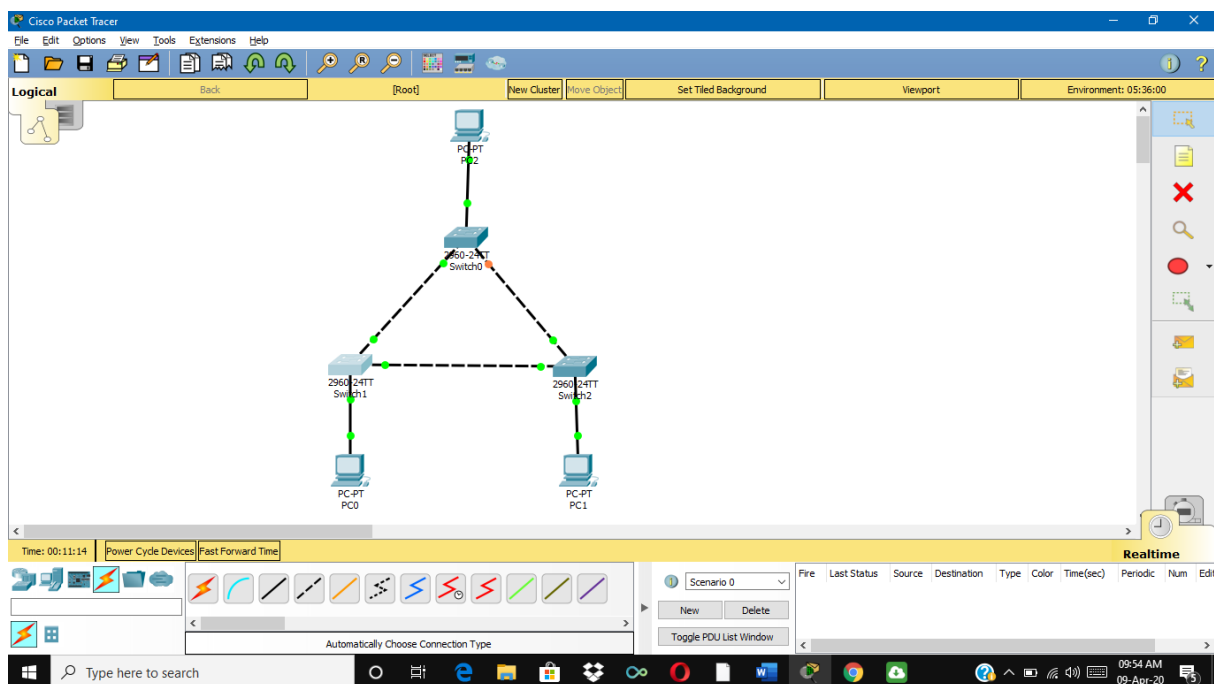 Cisco Packet Tracer
File Edit Options View Tools Extensions Help
Logical Back [Root] New Cluster Move Object Set Tiled Background Viewport Environment: 05:36:00
PC-PT
PC2
2960-24TT
Switch0
2960-24TT
Switch1
2960-24TT
Switch2
PC-PT
PC0
PC-PT
PC1
Time: 00:11:14 Power Cycle Devices Fast Forward Time
Realtime
Scenario 0
New Delete
Toggle PDU List Window
Fire Last Status Source Destination Type Color Time(sec) Periodic Num Edit
Automatically Choose Connection Type
Type here to search
09:54 AM
09-Apr-20